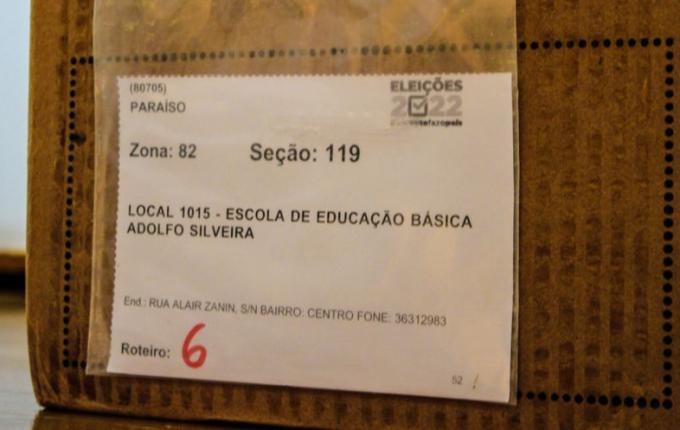 (80705)
PARAÍSO
ELEIÇÕES
2022
Zona: 82 Seção: 119
LOCAL 1015 - ESCOLA DE EDUCAÇÃO BÁSICA
ADOLFO SILVEIRA
End.: RUA ALAIR ZANIN, S/N BAIRRO: CENTRO FONE: 36312983
Roteiro: 6
52